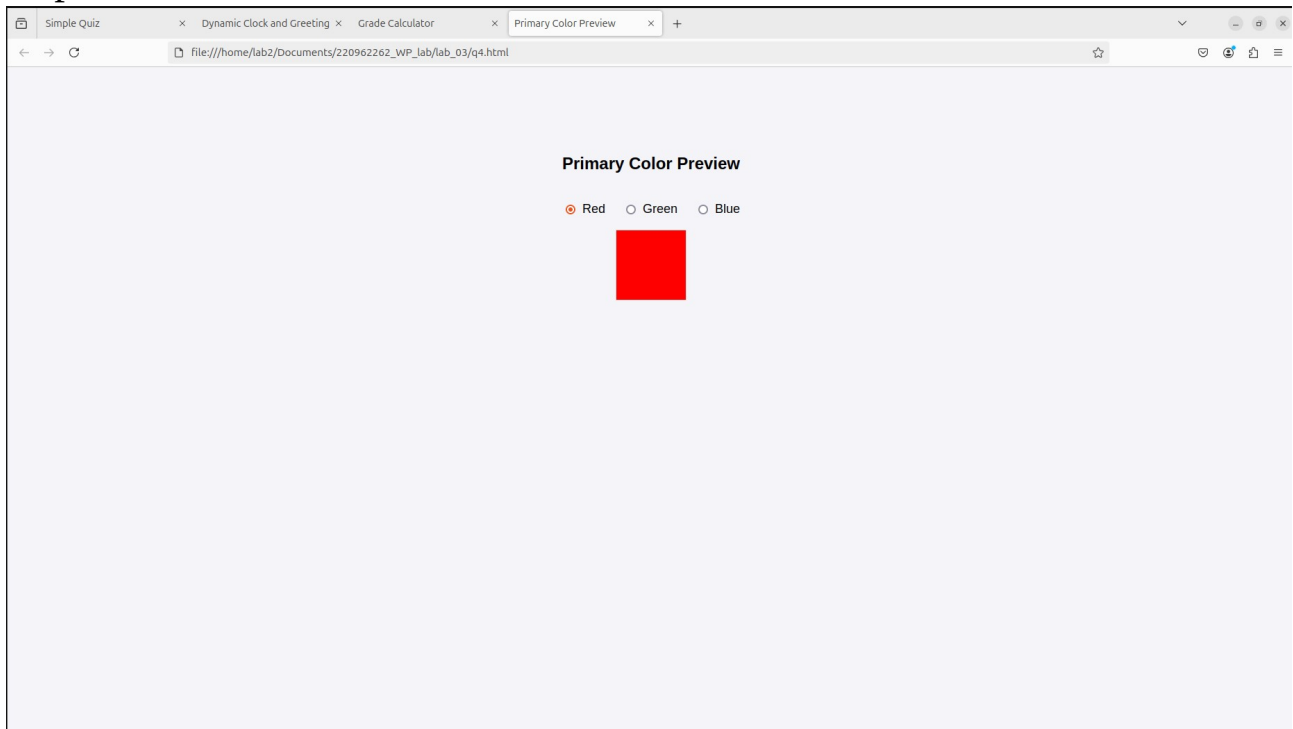 Simple Quiz
Dynamic Clock and Greeting
Grade Calculator
Primary Color Preview
file:///home/lab2/Documents/220962262_WP_lab/lab_03/q4.html
Primary Color Preview
Red Green Blue